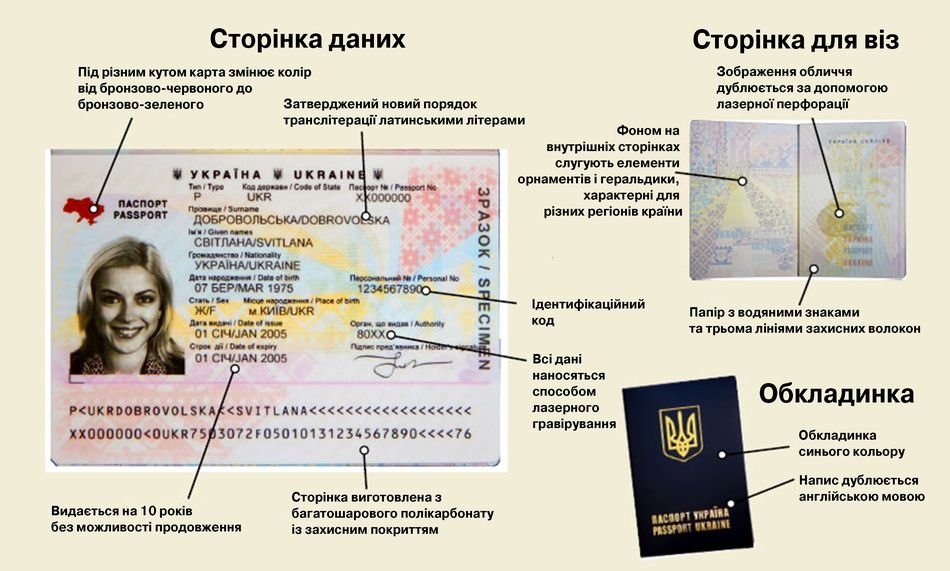 Сторінка даних
Під різним кутом карта змінює колір
від бронзово-червоного до
бронзово-зеленого
Затверджений новий порядок
транслітерації латинськими літерами
УКРАЇНА UKRAINE
ПАСПОРТ
PASSPORT
Тип / Type Код держави / Code of State Паспорт № / Passport No
P UKR XX000000
Прізвище / Surname
ДОБРОВОЛЬСЬКА/DOBROVOLSKA
Ім'я / Given names
СВІТЛАНА/SVITLANA
Громадянство / Nationality
УКРАЇНА/UKRAINE
Дата народження / Date of birth Персональний № / Personal No
07 БЕР/MAR 1975 1234567890
Стать / Sex Місце народження / Place of birth
Ж/F м.КИЇВ/UKR
Дата видачі / Date of issue Орган, що видав / Authority
01 СІЧ/JAN 2005 80XX
Строк дії / Date of expiry Підпис пред'явника / Holder's signature
01 СІЧ/JAN 2005
ЗРАЗОК / SPECIMEN
P<UKRDOBROVOLSKA<<SVITLANA<<<<<<<<<<<<<<<<<<
XX000000<0UKR7503072F05010131234567890<<<<76
Ідентифікаційний
код
Всі дані
наносяться
способом
лазерного
гравірування
Видається на 10 років
без можливості продовження
Сторінка виготовлена з
багатошарового полікарбонату
із захисним покриттям
Сторінка для віз
Зображення обличчя
дублюється за допомогою
лазерної перфорації
Фоном на
внутрішніх сторінках
слугують елементи
орнаментів і геральдики,
характерні для
різних регіонів країни
УКРАЇНА UKRAINE
ПАСПОРТ
УКРАЇНА
PASSPORT
UKRAINE
Папір з водяними знаками
та трьома лініями захисних волокон
Обкладинка
Обкладинка
синього кольору
Напис дублюється
англійською мовою
ПАСПОРТ УКРАЇНА
PASSPORT UKRAINE